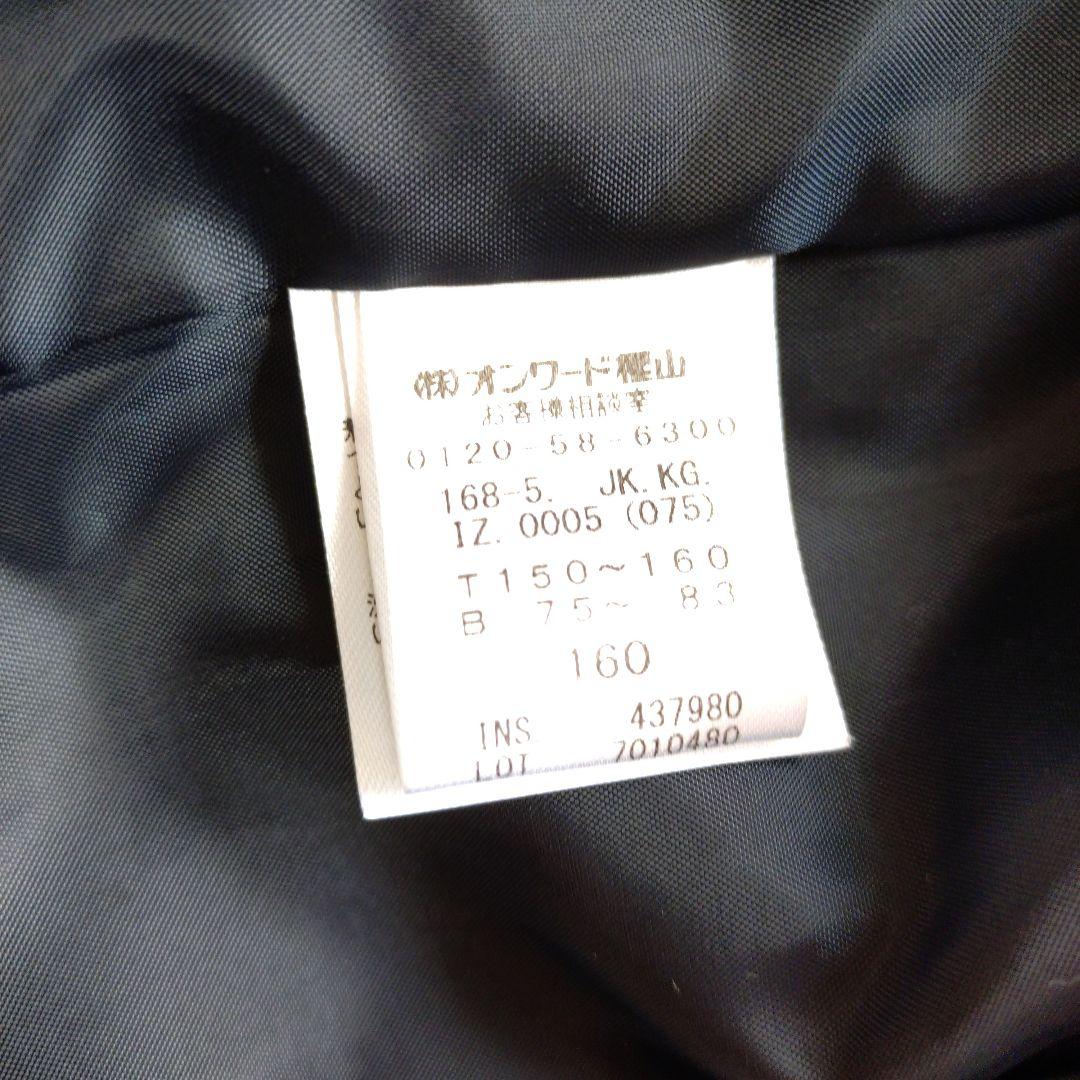 (株)オンワード樫山
お客様相談室
0120-58-6300
168-5. JK.KG.
IZ.0005 (075)
T150〜160
B 75〜 83
160
INS 437980
LOT 7010480